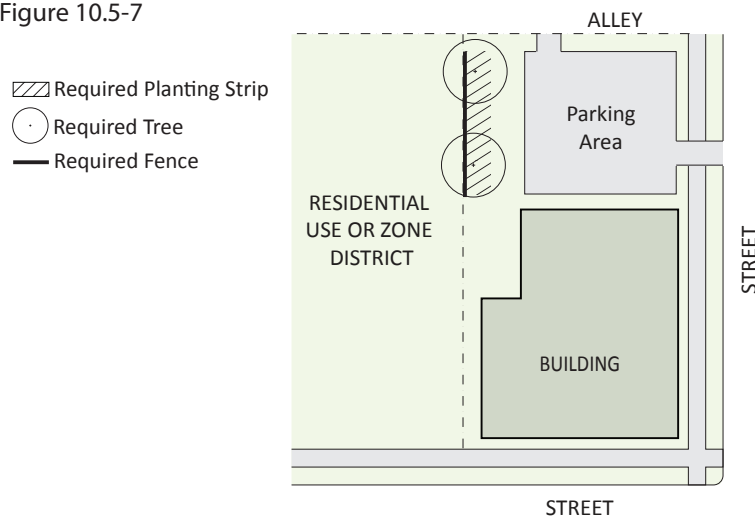 Figure 10.5-7
Required Planting Strip
Required Tree
Required Fence
ALLEY
Parking
Area
RESIDENTIAL
USE OR ZONE
DISTRICT
STREET
BUILDING
STREET